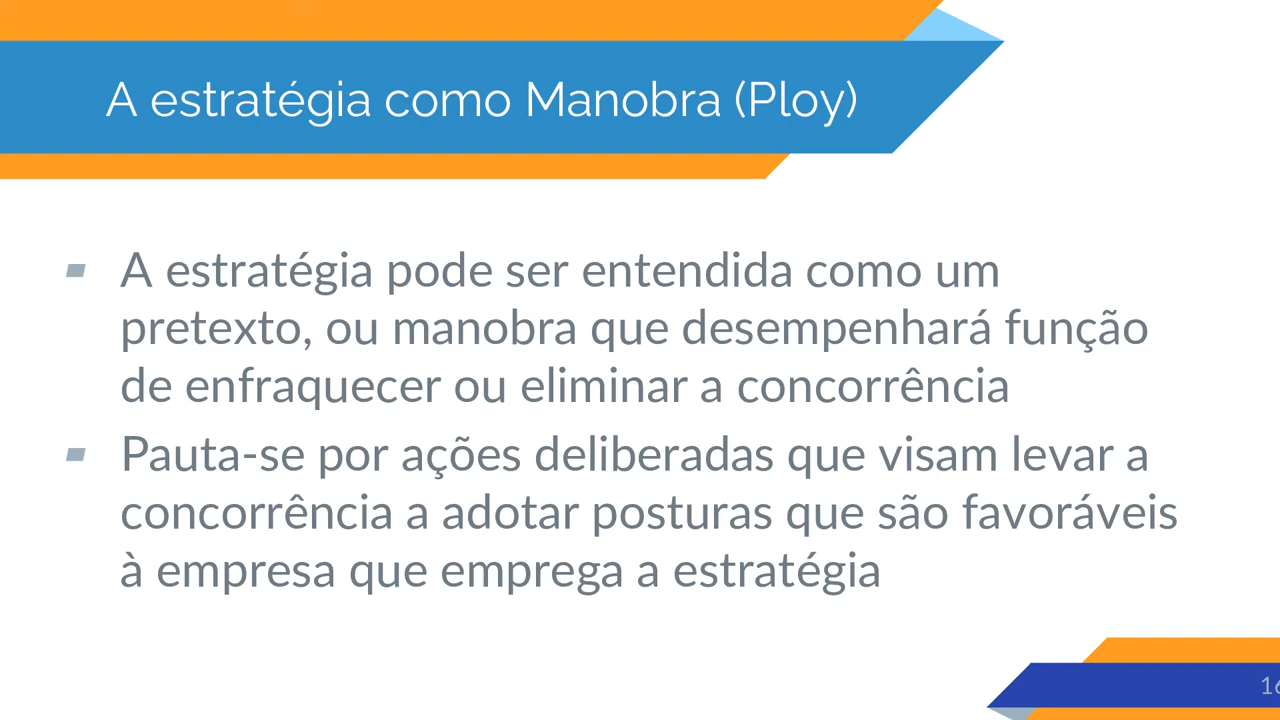 A estratégia como Manobra (Ploy)
A estratégia pode ser entendida como um
pretexto, ou manobra que desempenhará função
de enfraquecer ou eliminar a concorrência
Pauta-se por ações deliberadas que visam levar a
concorrência a adotar posturas que são favoráveis
à empresa que emprega a estratégia